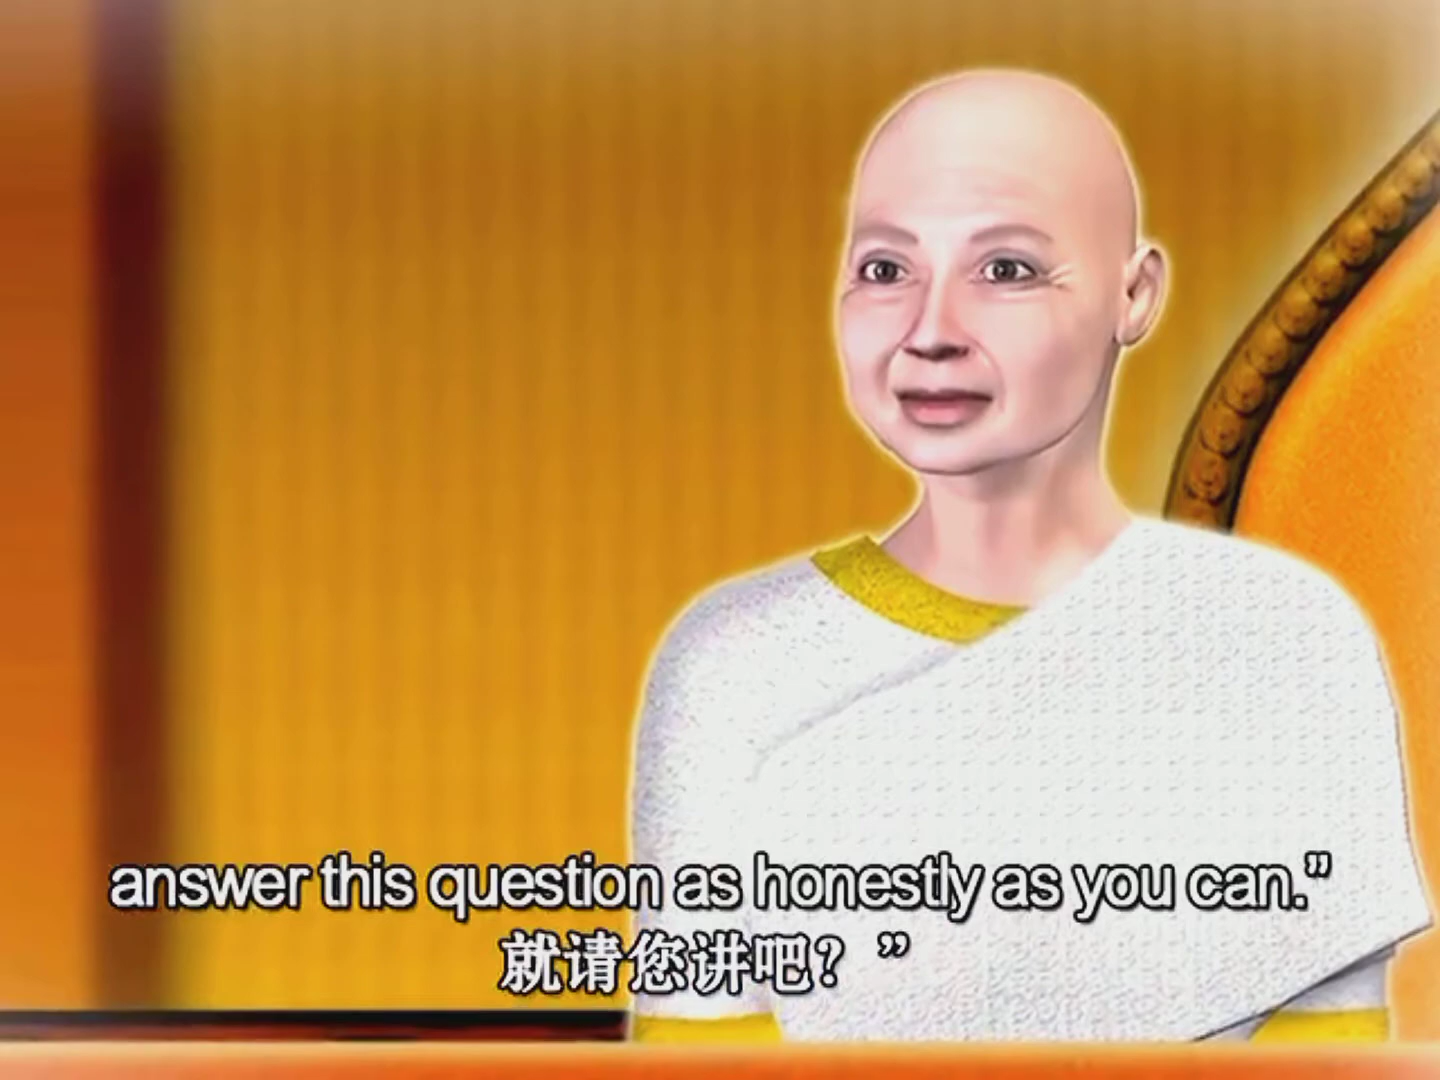 answer this question as honestly as you can.”
就请您讲吧？”